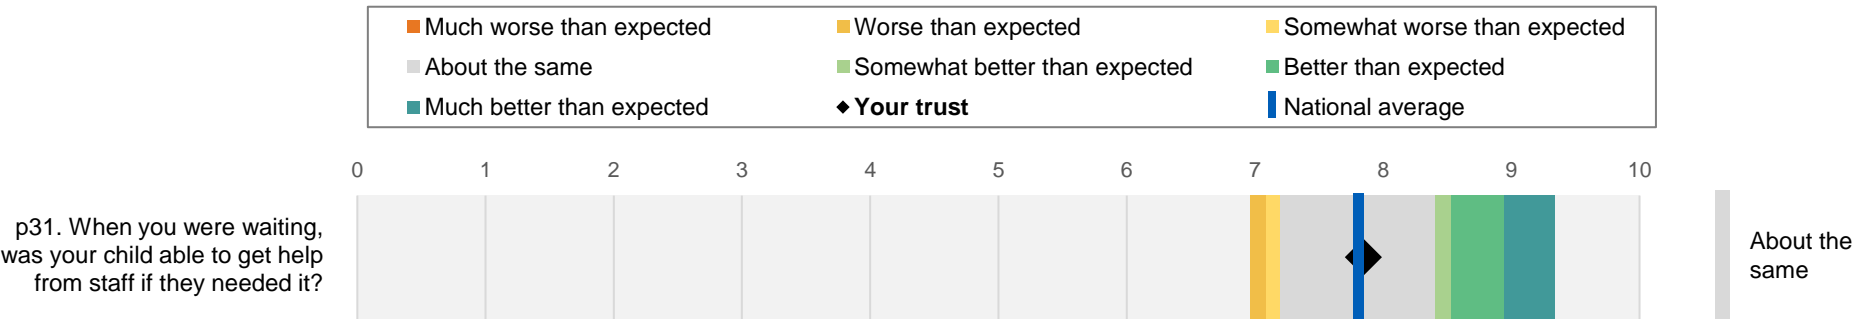 Much worse than expected
Worse than expected
Somewhat worse than expected
About the same
Somewhat better than expected
Better than expected
Much better than expected
Your trust
National average
0 1 2 3 4 5 6 7 8 9 10
p31. When you were waiting,
was your child able to get help
from staff if they needed it?
About the
same